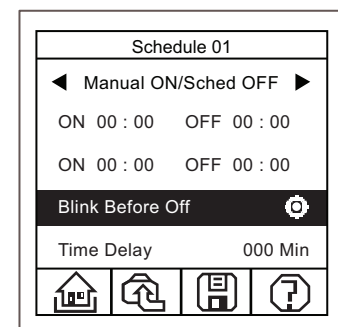 Schedule 01
Manual ON/Sched OFF
ON 00 : 00 OFF 00 : 00
ON 00 : 00 OFF 00 : 00
Blink Before Off
Time Delay 000 Min
?